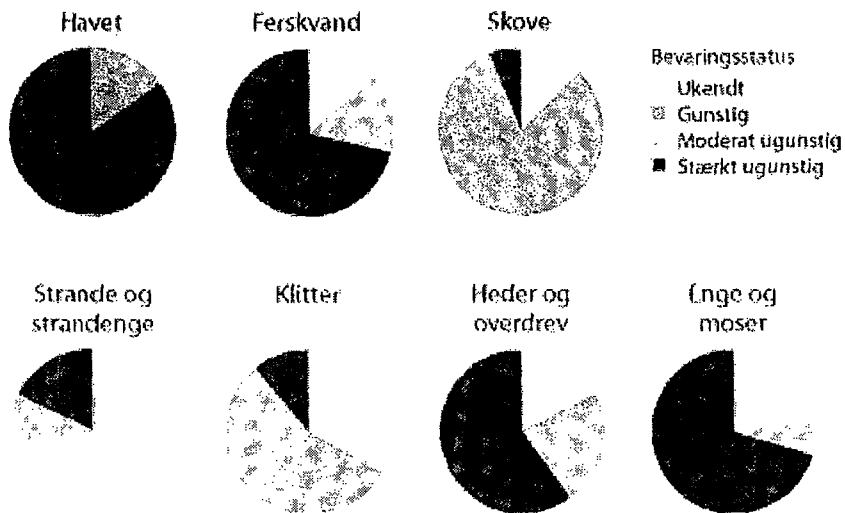 Havet
Ferskvand
Skove
Bevaringsstatus
Ukendt
Gunstig
Moderat ugunstig
Stærkt ugunstig
Strande og
strandenge
Klitter
Heder og
overdrev
Enge og
moser